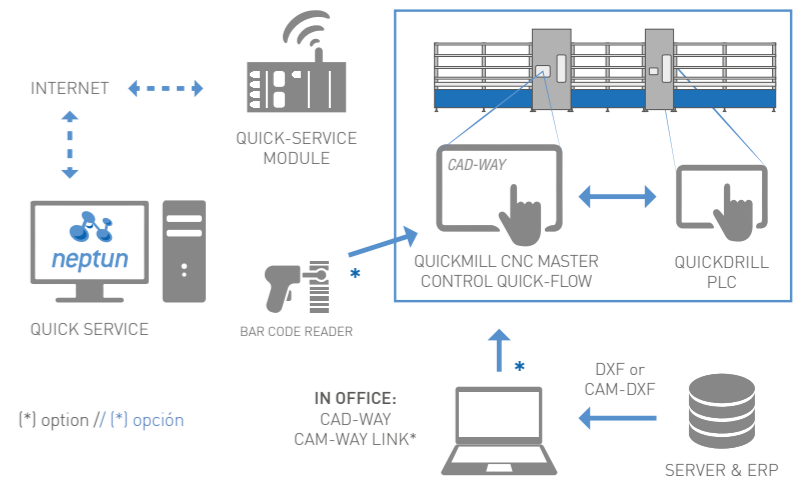 INTERNET
QUICK-SERVICE
MODULE
neptun
QUICK SERVICE
BAR CODE READER
*
CAD-WAY
QUICKMILL CNC MASTER
CONTROL QUICK-FLOW
QUICKDRILL
PLC
*
IN OFFICE:
CAD-WAY
CAM-WAY LINK*
DXF or
CAM-DXF
SERVER & ERP
(*) option // (*) opción